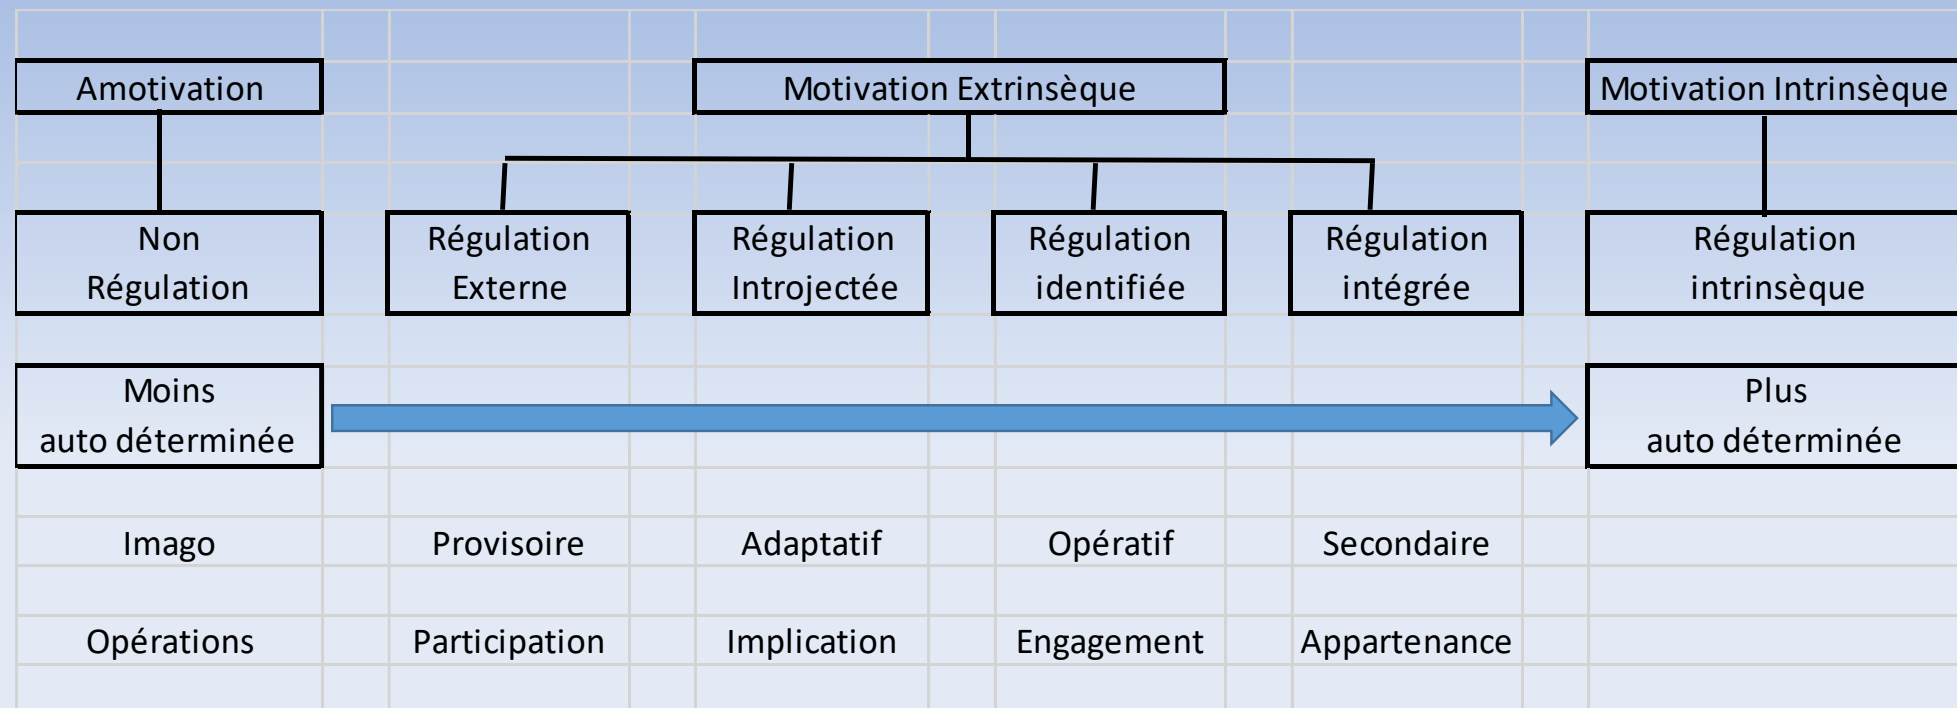 Amotivation
Motivation Extrinsèque
Motivation Intrinsèque
Non
Régulation
Régulation
Externe
Régulation
Introjectée
Régulation
identifiée
Régulation
intégrée
Régulation
intrinsèque
Moins
auto déterminée
Plus
auto déterminée
Imago
Provisoire
Adaptatif
Opératif
Secondaire
Opérations
Participation
Implication
Engagement
Appartenance